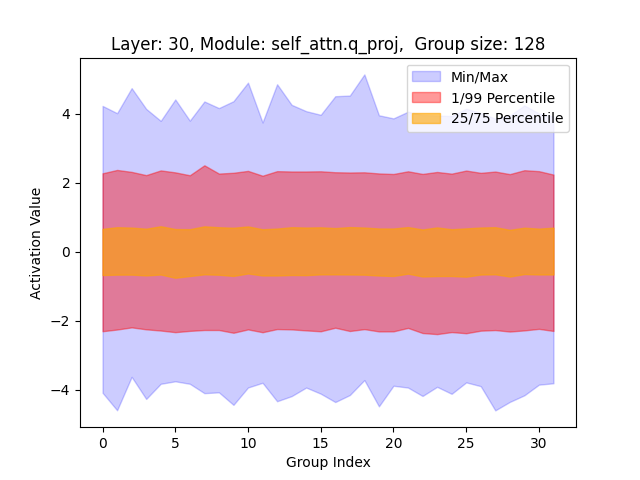 Layer: 30, Module: self_attn.q_proj,  Group size: 128
Min/Max
1/99 Percentile
25/75 Percentile
4
2
0
−2
−4
Activation Value
0
5
10
15
20
25
30
Group Index